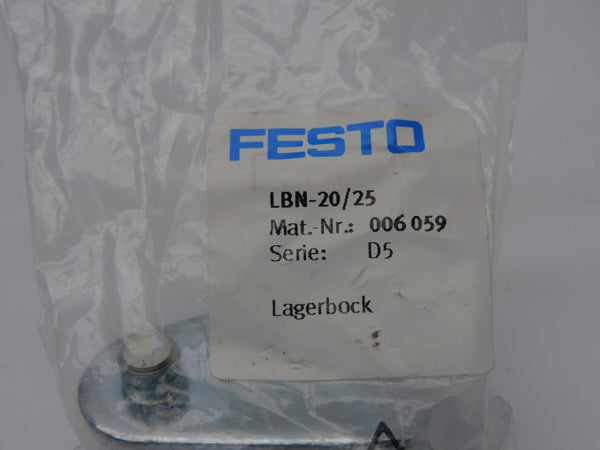 FESTO
LBN-20/25
Mat.-Nr.: 006 059
Serie: D5
Lagerbock